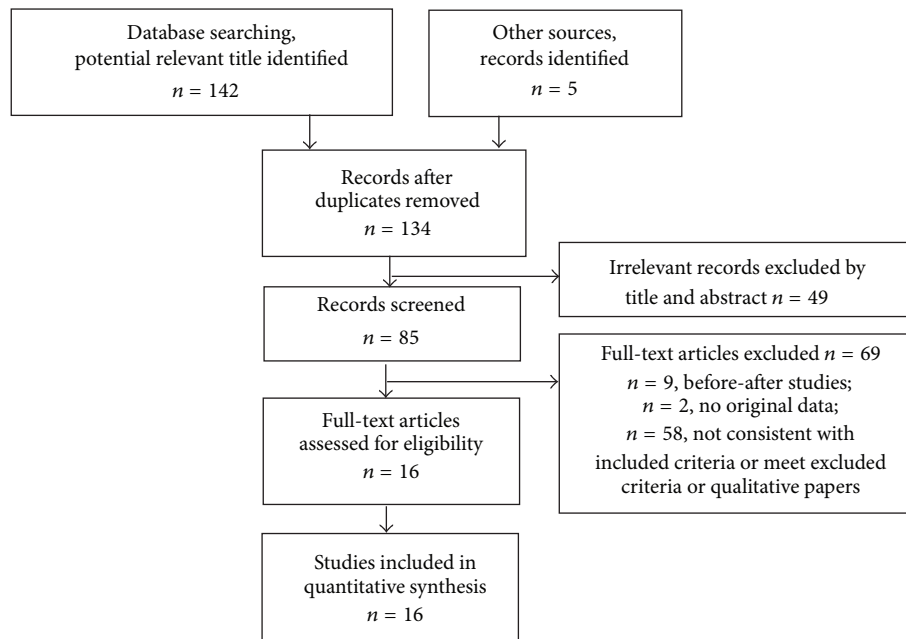 Database searching,
potential relevant title identified
n = 142
Other sources,
records identified
n = 5
Records after
duplicates removed
n = 134
Irrelevant records excluded by
title and abstract n = 49
Records screened
n = 85
Full-text articles excluded n = 69
n = 9, before-after studies;
n = 2, no original data;
n = 58, not consistent with
included criteria or meet excluded
criteria or qualitative papers
Full-text articles
assessed for eligibility
n = 16
Studies included in
quantitative synthesis
n = 16